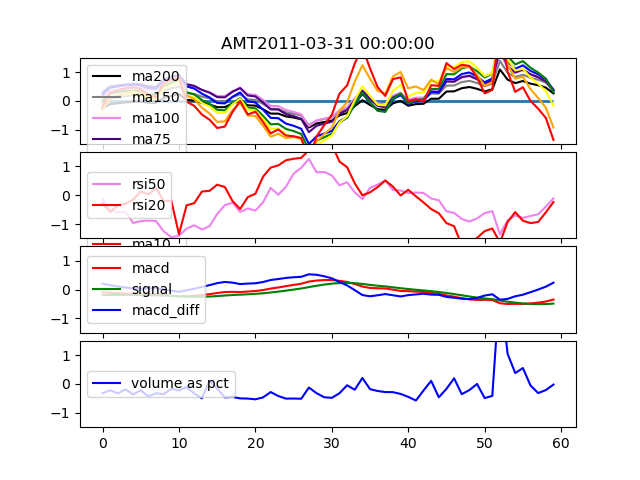 AMT2011-03-31 00:00:00
1
0
−1
ma200
ma150
ma100
ma75
1
0
−1
rsi50
rsi20
ma10
1
0
−1
macd
signal
macd_diff
1
0
−1
volume as pct
0 10 20 30 40 50 60